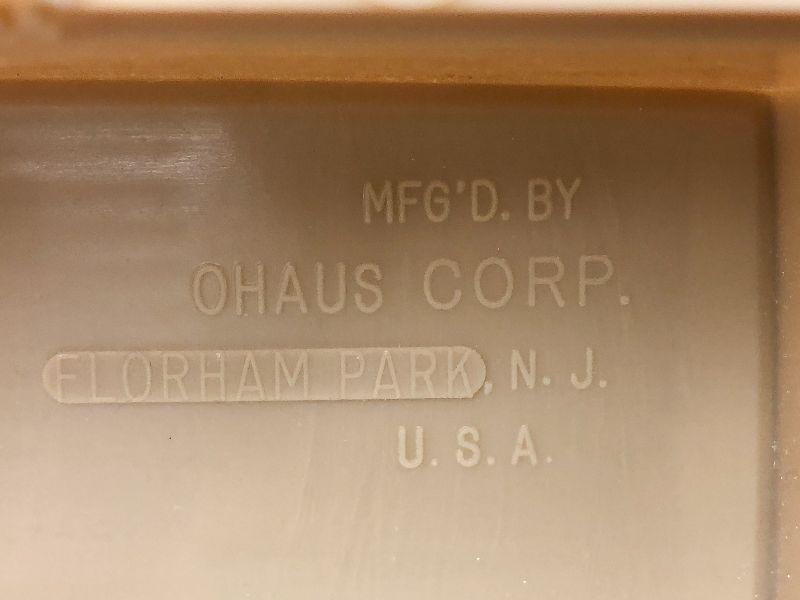 MFG'D. BY
OHAUS CORP.
FLORHAM PARK, N. J.
U. S. A.